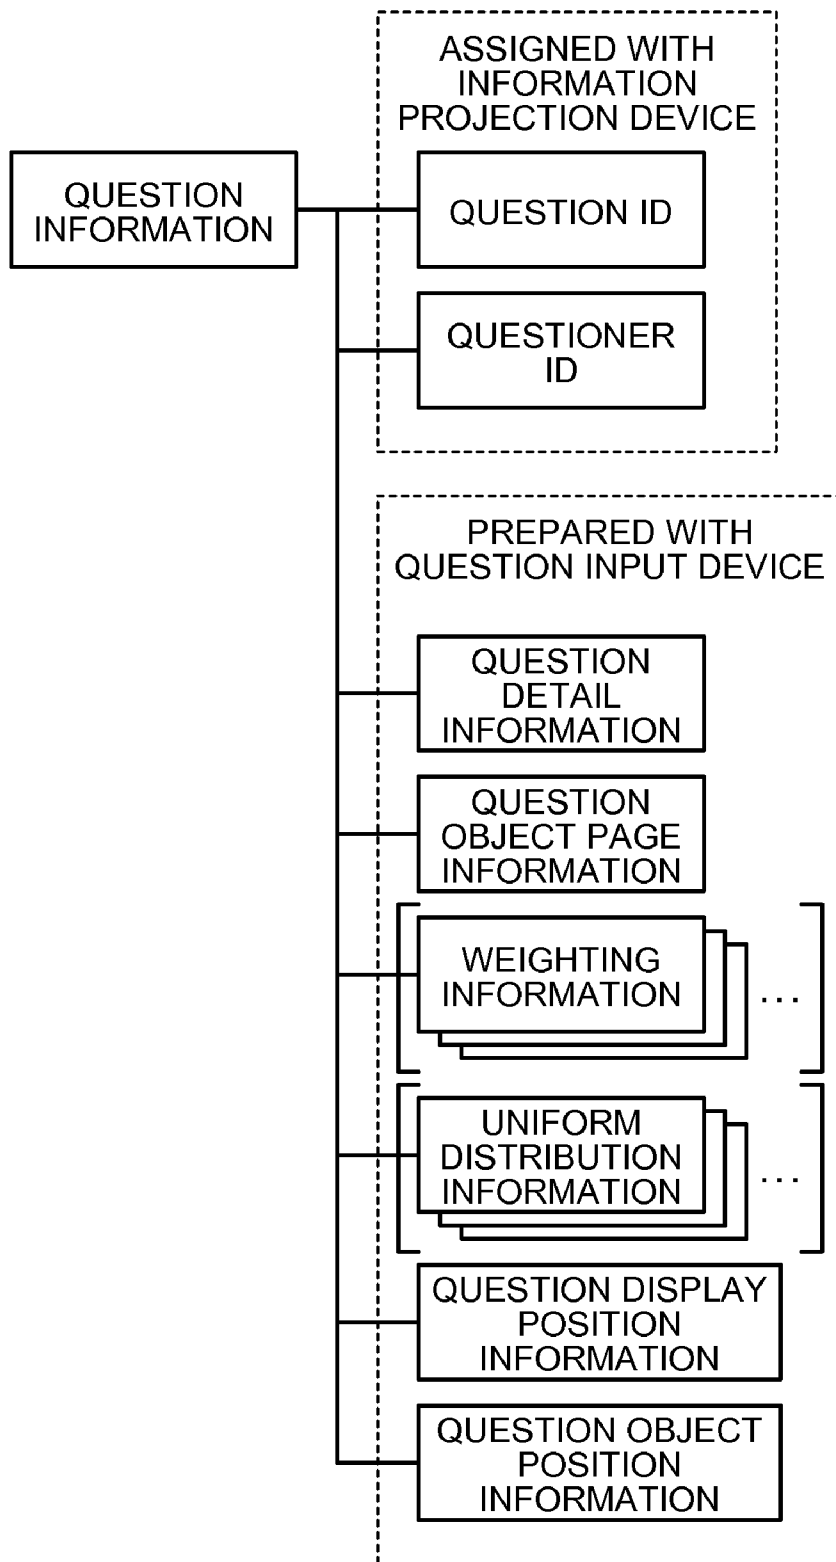 ASSIGNED WITH
INFORMATION
PROJECTION DEVICE
QUESTION
INFORMATION
QUESTION ID
QUESTIONER
ID
PREPARED WITH
QUESTION INPUT DEVICE
QUESTION
DETAIL
INFORMATION
QUESTION
OBJECT PAGE
INFORMATION
WEIGHTING
INFORMATION
...
UNIFORM
DISTRIBUTION
INFORMATION
...
QUESTION DISPLAY
POSITION
INFORMATION
QUESTION OBJECT
POSITION
INFORMATION